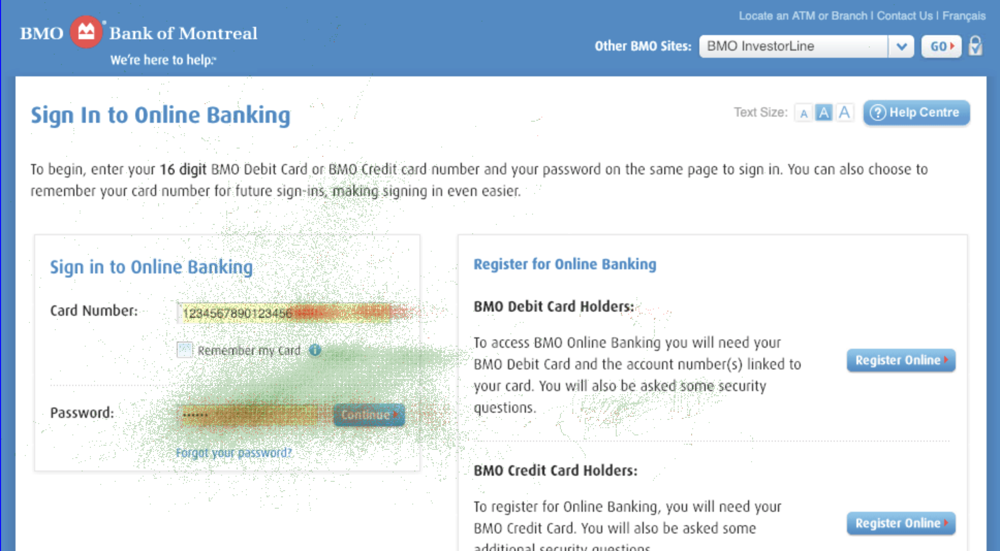 Locate an ATM or Branch | Contact Us | Français
BMO Bank of Montreal
We're here to help.™
Other BMO Sites: BMO InvestorLine GO
Sign In to Online Banking
Text Size: A A A ? Help Centre
To begin, enter your 16 digit BMO Debit Card or BMO Credit card number and your password on the same page to sign in. You can also choose to
remember your card number for future sign-ins, making signing in even easier.
Sign in to Online Banking
Card Number: 1234567890123456
Remember my Card i
Password: •••••• Continue
Forgot your password?
Register for Online Banking
BMO Debit Card Holders:
To access BMO Online Banking you will need your
BMO Debit Card and the account number(s) linked to
your card. You will also be asked some security
questions.
Register Online
BMO Credit Card Holders:
To register for Online Banking, you will need your
BMO Credit Card. You will also be asked some
additional security questions
Register Online